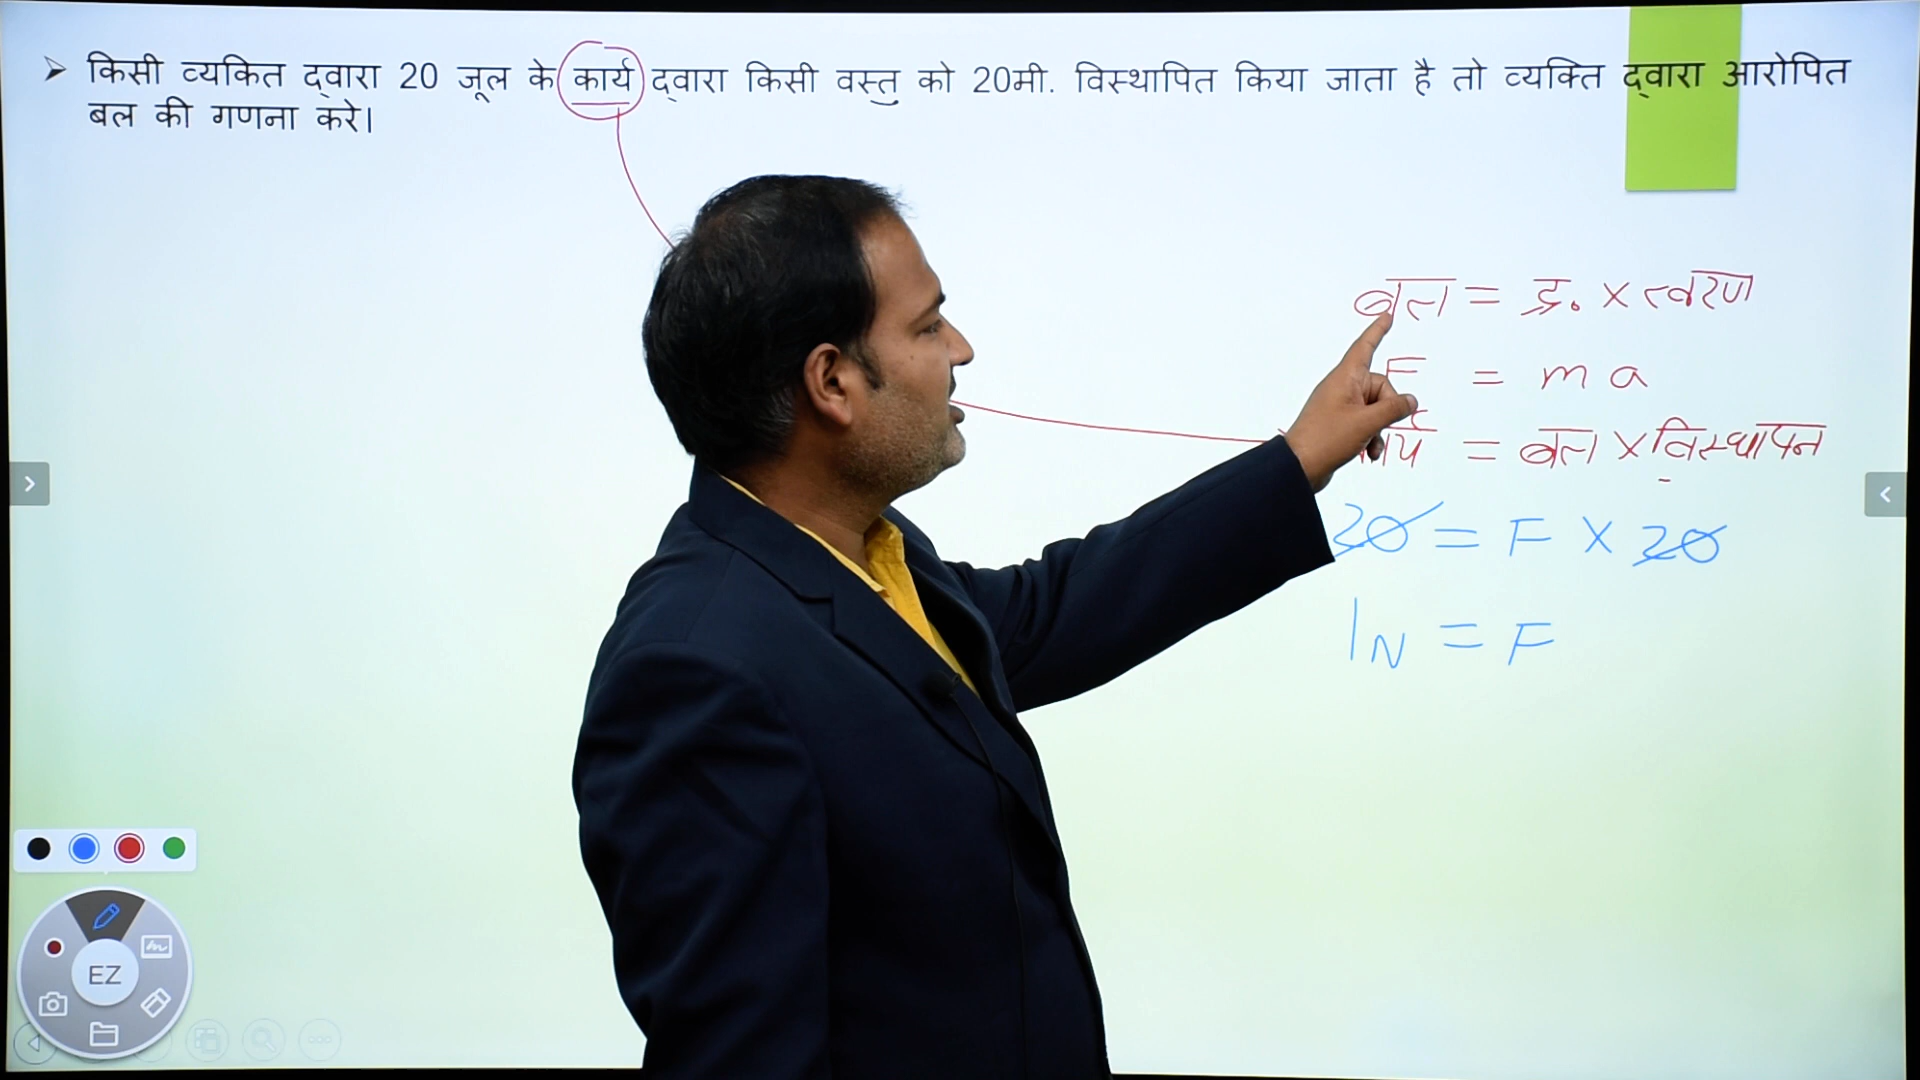 ➢ किसी व्यकित द्वारा 20 जूल के कार्य द्वारा किसी वस्तु को 20मी. विस्थापित किया जाता है तो व्यक्ति द्वारा आरोपित
बल की गणना करे।
बल = द्र. × त्वरण
F = m a
= बल × विस्थापन
20 = F × 20
1N = F
EZ